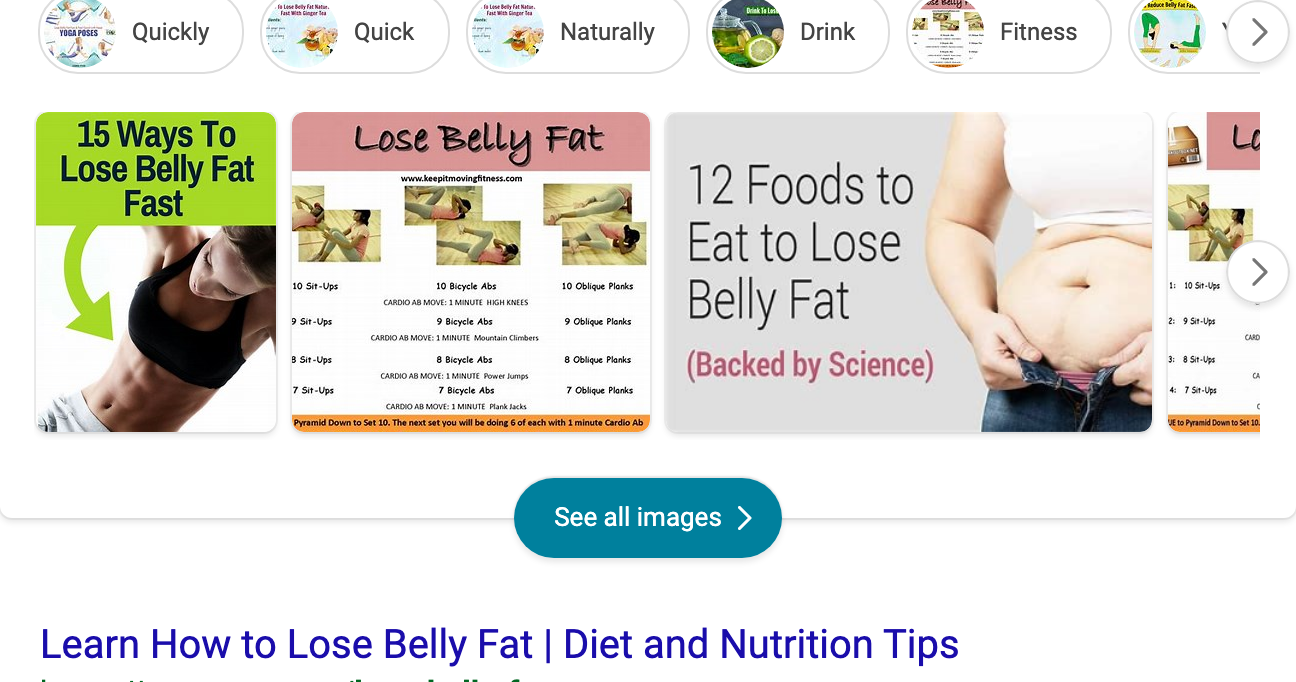 YOGA POSES
Quickly
To Lose Belly Fat Natur
Fast With Ginger Tea
Quick
To Lose Belly Fat Natur
Fast With Ginger Tea
Naturally
Drink To Lose
Drink
Fitness
Reduce Belly Fat Fast
15 Ways To
Lose Belly Fat
Fast
Lose Belly Fat
www.keepitmovingfitness.com
10 Sit-Ups 10 Bicycle Abs 10 Oblique Planks
CARDIO AB MOVE: 1 MINUTE HIGH KNEES
9 Sit-Ups 9 Bicycle Abs 9 Oblique Planks
CARDIO AB MOVE: 1 MINUTE Mountain Climbers
8 Sit-Ups 8 Bicycle Abs 8 Oblique Planks
CARDIO AB MOVE: 1 MINUTE Power Jumps
7 Sit-Ups 7 Bicycle Abs 7 Oblique Planks
CARDIO AB MOVE: 1 MINUTE Plank Jacks
Pyramid Down to Set 10. The next set you will be doing 6 of each with 1 minute Cardio Ab
12 Foods to
Eat to Lose
Belly Fat
(Backed by Science)
Lo
1: 10 Sit-Ups
CARD
2: 9 Sit-Ups
CARD
3: 8 Sit-Ups
CA
4: 7 Sit-Ups
CA
UE to Pyramid Down to Set 10.
See all images
Learn How to Lose Belly Fat | Diet and Nutrition Tips